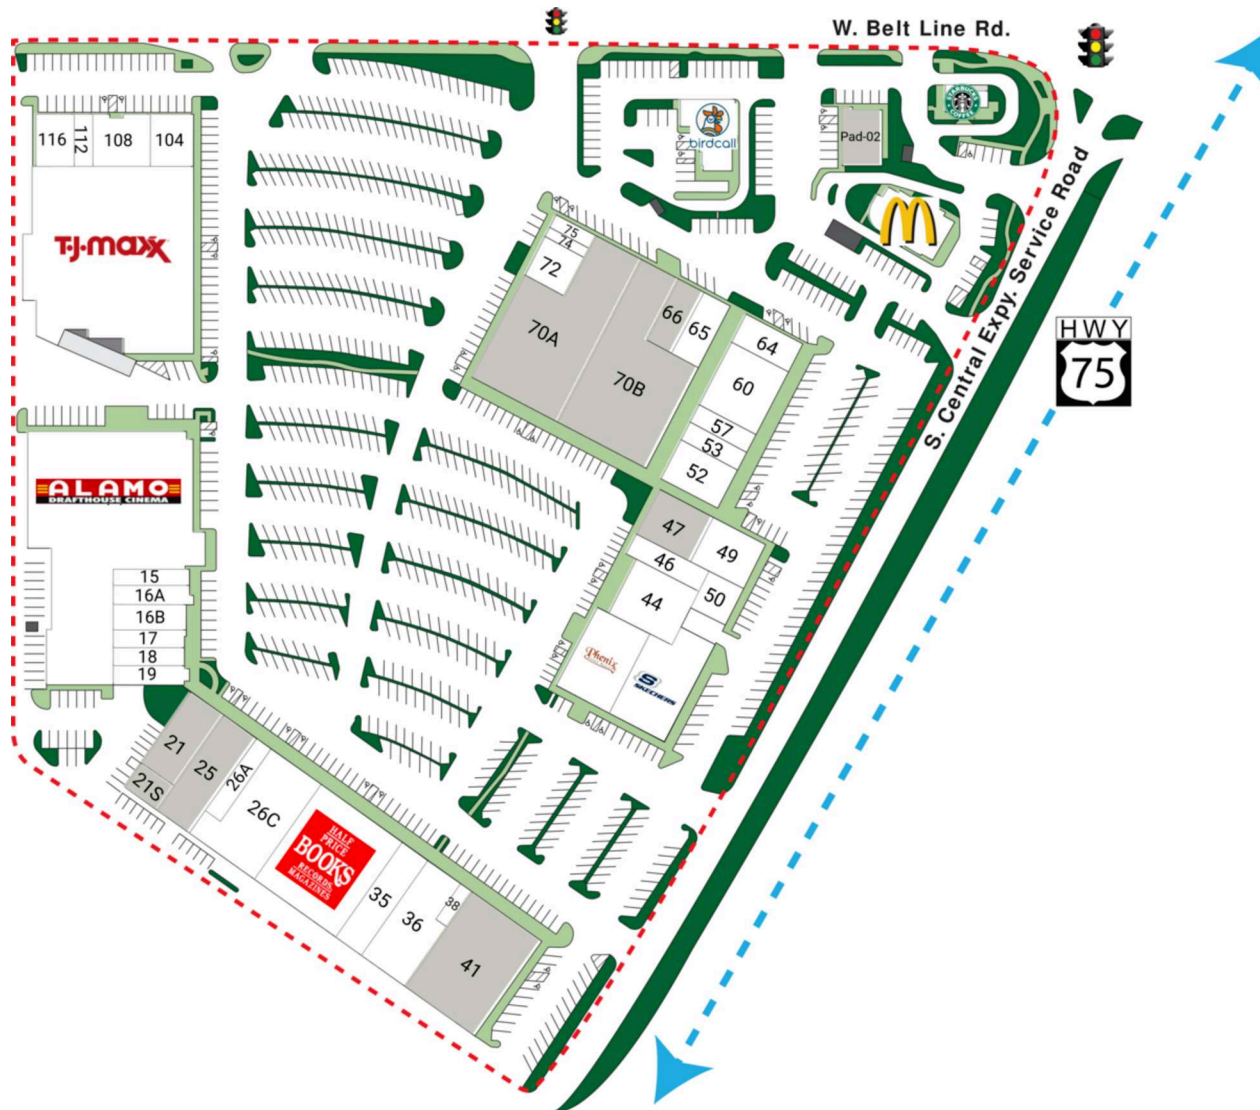 W. Belt Line Rd.
116
112
108
104
T·J·maxx
birdcall
Pad-02
STARBUCKS
COFFEE
M
S. Central Expy. Service Road
HWY
75
75
74
72
70A
70B
66
65
64
60
57
53
52
47
49
46
44
50
Phenix
SKECHERS
ALAMO
DRAFTHOUSE CINEMA
15
16A
16B
17
18
19
21
21S
25
26A
26C
HALF
PRICE
BOOKS
RECORDS
MAGAZINES
35
36
38
41